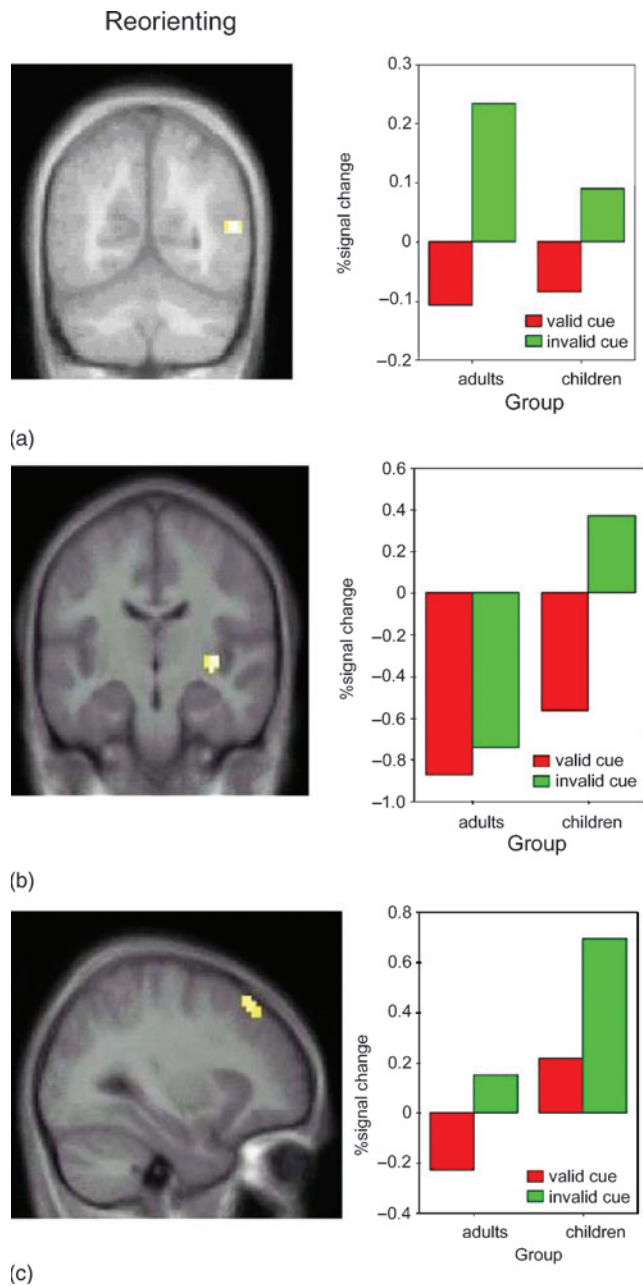 Reorienting
0.3
0.2
0.1
0
–0.1
–0.2
%signal change
valid cue
invalid cue
adults children
Group
(a)
0.6
0.4
0.2
0
–0.2
–0.4
–0.6
–0.8
–1.0
%signal change
valid cue
invalid cue
adults children
Group
(b)
0.8
0.6
0.4
0.2
0
–0.2
–0.4
%signal change
valid cue
invalid cue
adults children
Group
(c)